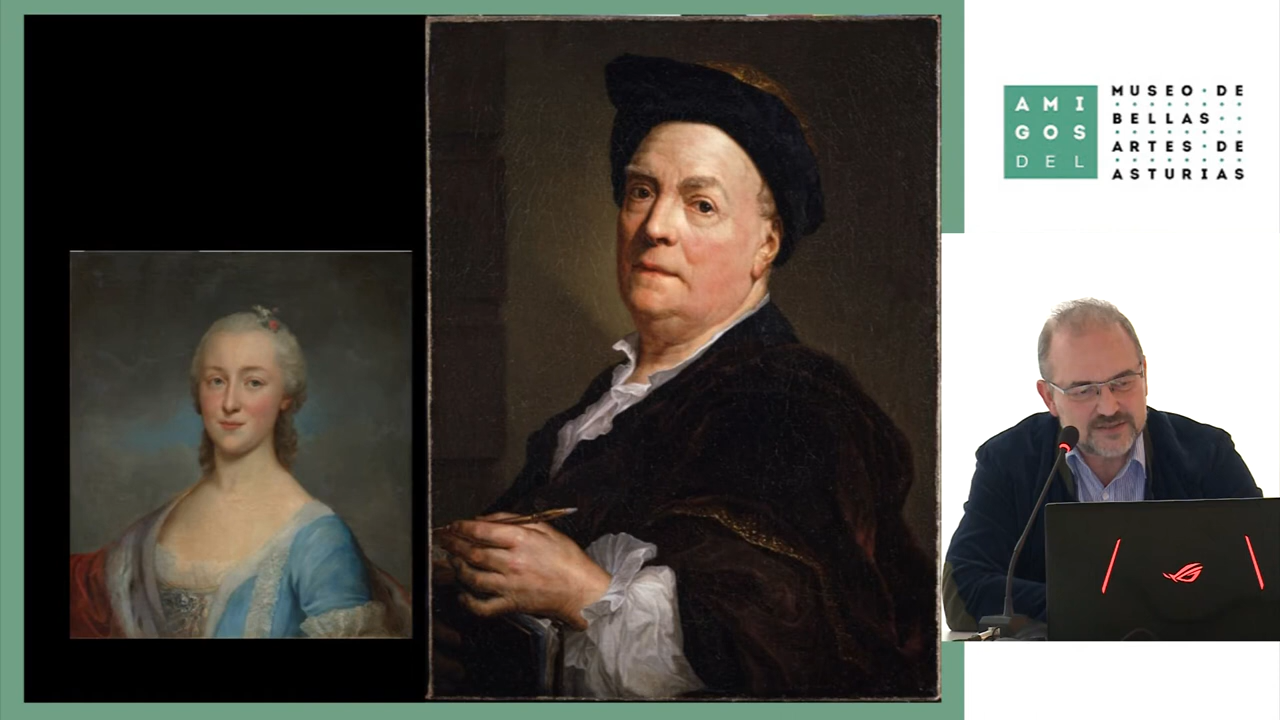 AMI
GOS
DEL
MUSEO DE
BELLAS
ARTES DE
ASTURIAS